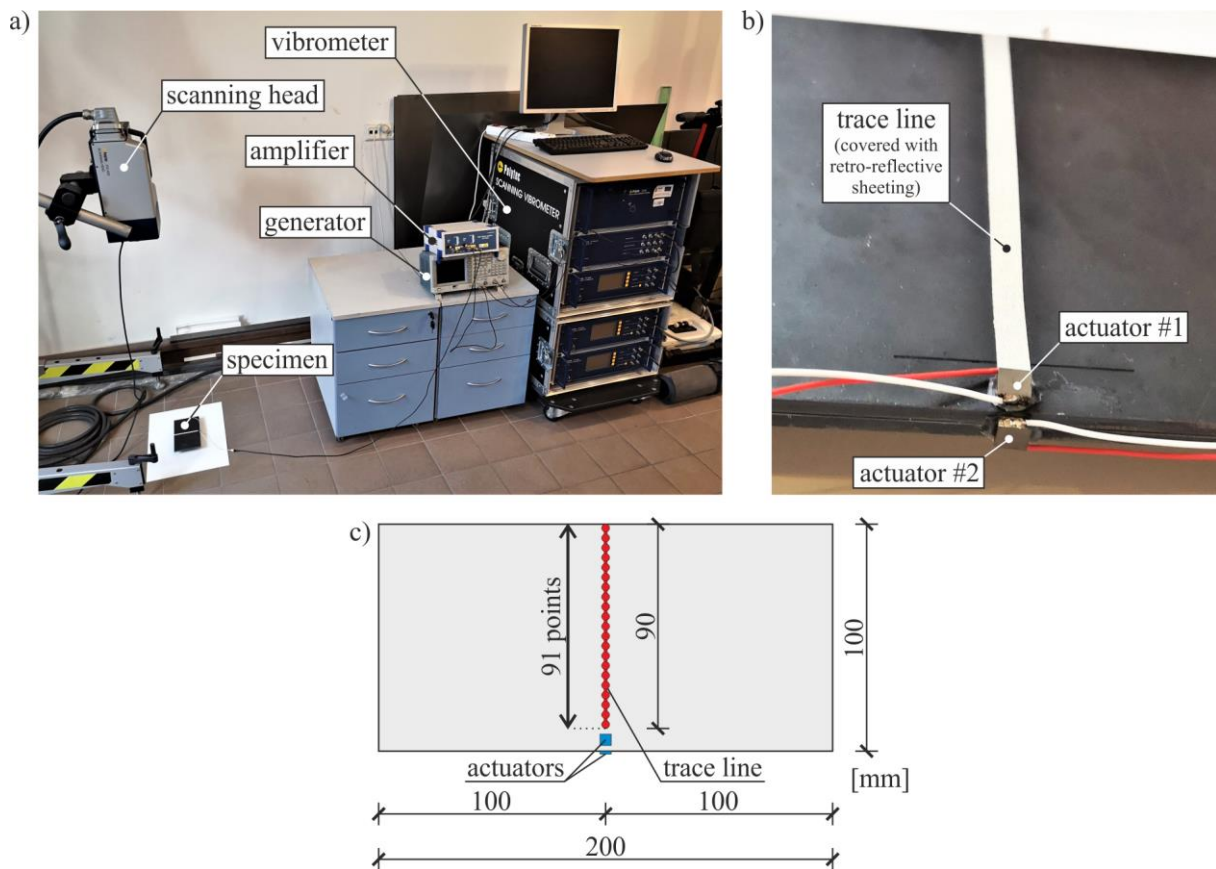 a)
vibrometer
scanning head
amplifier
generator
specimen
Polytec
SCANNING VIBROMETER
b)
trace line
(covered with
retro-reflective
sheeting)
actuator #1
actuator #2
c)
91 points
90
100
actuators
trace line
[mm]
100
100
200